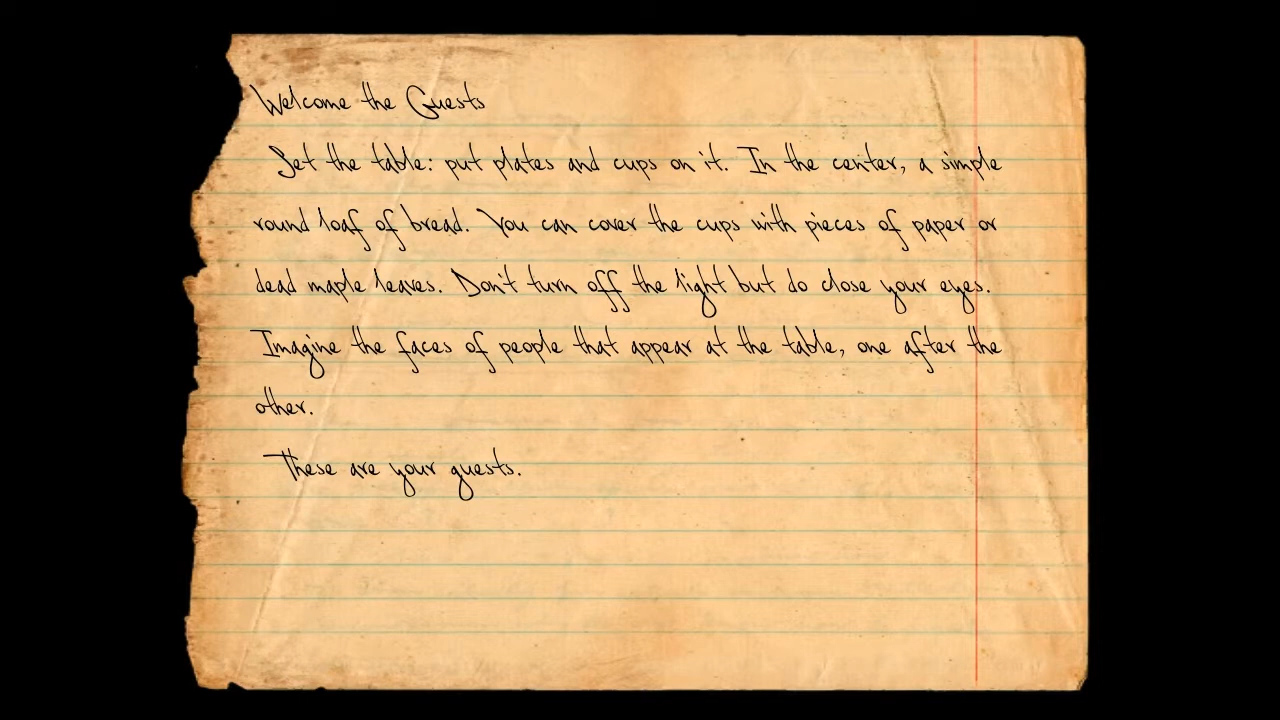 Welcome the Guests
Set the table: put plates and cups on it. In the center, a simple
round loaf of bread. You can cover the cups with pieces of paper or
dead maple leaves. Don't turn off the light but do close your eyes.
Imagine the faces of people that appear at the table, one after the
other.
These are your guests.